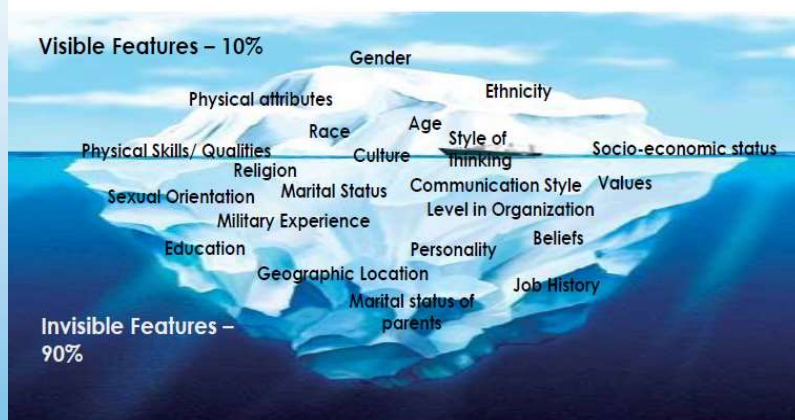 Visible Features – 10%
Gender
Ethnicity
Physical attributes
Age
Race
Style of
thinking
Physical Skills/ Qualities
Culture
Socio-economic status
Religion
Sexual Orientation
Marital Status
Communication Style
Values
Level in Organization
Military Experience
Education
Personality
Beliefs
Geographic Location
Job History
Marital status of
parents
Invisible Features –
90%